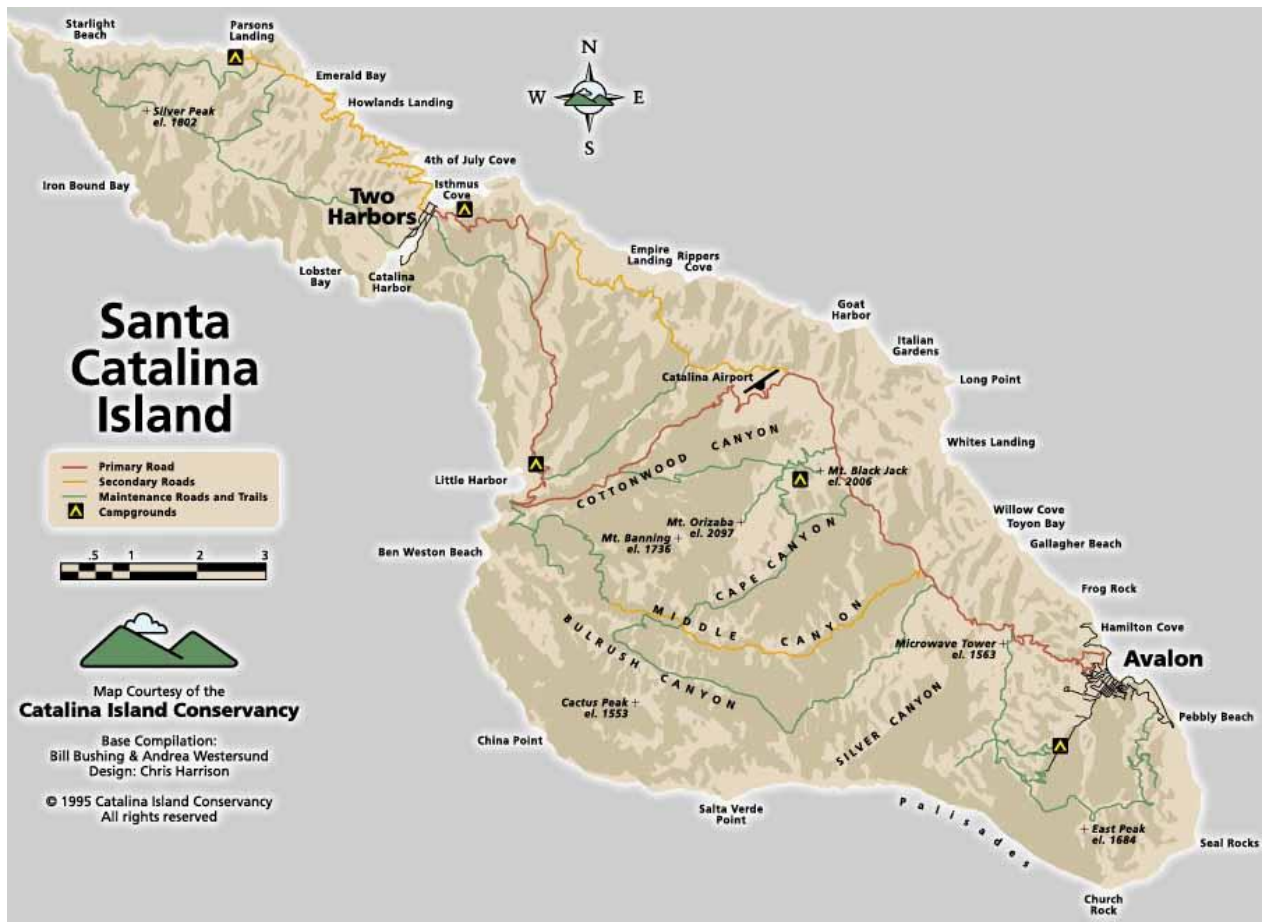 Starlight
Beach
Parsons
Landing
Emerald Bay
Howlands Landing
Silver Peak
el. 1802
N
W
E
S
4th of July Cove
Isthmus
Cove
Iron Bound Bay
Two
Harbors
Lobster
Bay
Catalina
Harbor
Empire
Landing
Rippers
Cove
Goat
Harbor
Italian
Gardens
Long Point
Santa
Catalina
Island
Catalina Airport
Whites Landing
COTTONWOOD CANYON
Mt. Black Jack
el. 2006
Primary Road
Secondary Roads
Maintenance Roads and Trails
Campgrounds
Little Harbor
Mt. Orizaba
el. 2097
Mt. Banning
el. 1736
Willow Cove
Toyon Bay
Gallagher Beach
Ben Weston Beach
.5 1 2 3
CAPE CANYON
Frog Rock
MIDDLE CANYON
Hamilton Cove
BULRUSH CANYON
Microwave Tower
el. 1563
Avalon
Map Courtesy of the
Catalina Island Conservancy
Base Compilation:
Bill Bushing & Andrea Westersund
Design: Chris Harrison
© 1995 Catalina Island Conservancy
All rights reserved
Cactus Peak
el. 1553
SILVER CANYON
Pebbly Beach
China Point
Salta Verde
Point
Palisades
East Peak
el. 1684
Seal Rocks
Church
Rock